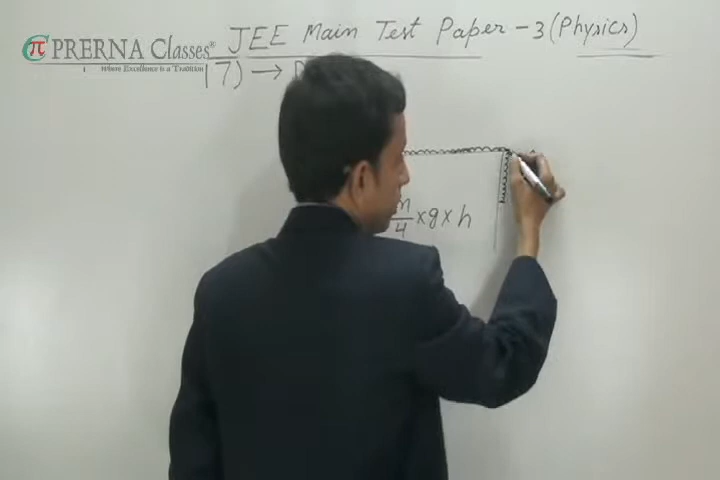 π PRERNA Classes®
Where Excellence is a Tradition
JEE Main Test Paper -3 (Physics)
17) →
m/4 × g × h